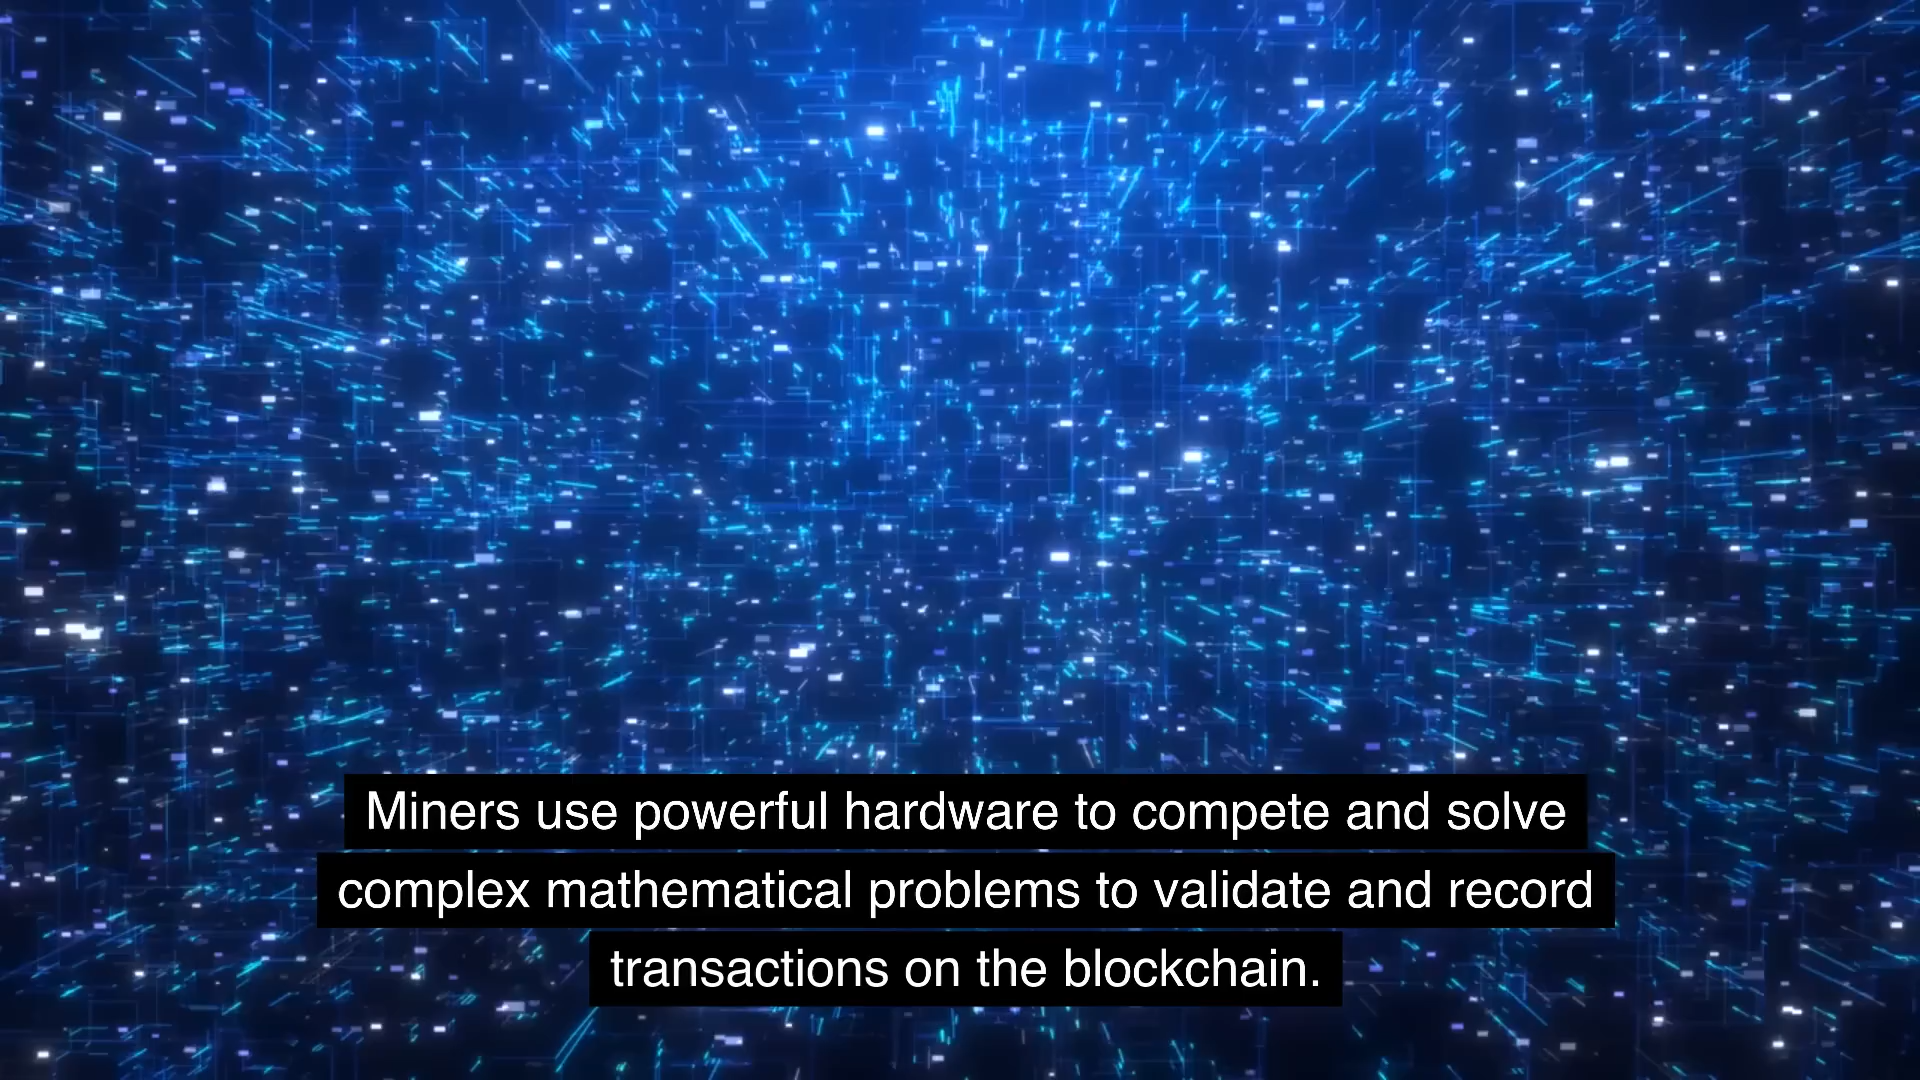 Miners use powerful hardware to compete and solve
complex mathematical problems to validate and record
transactions on the blockchain.